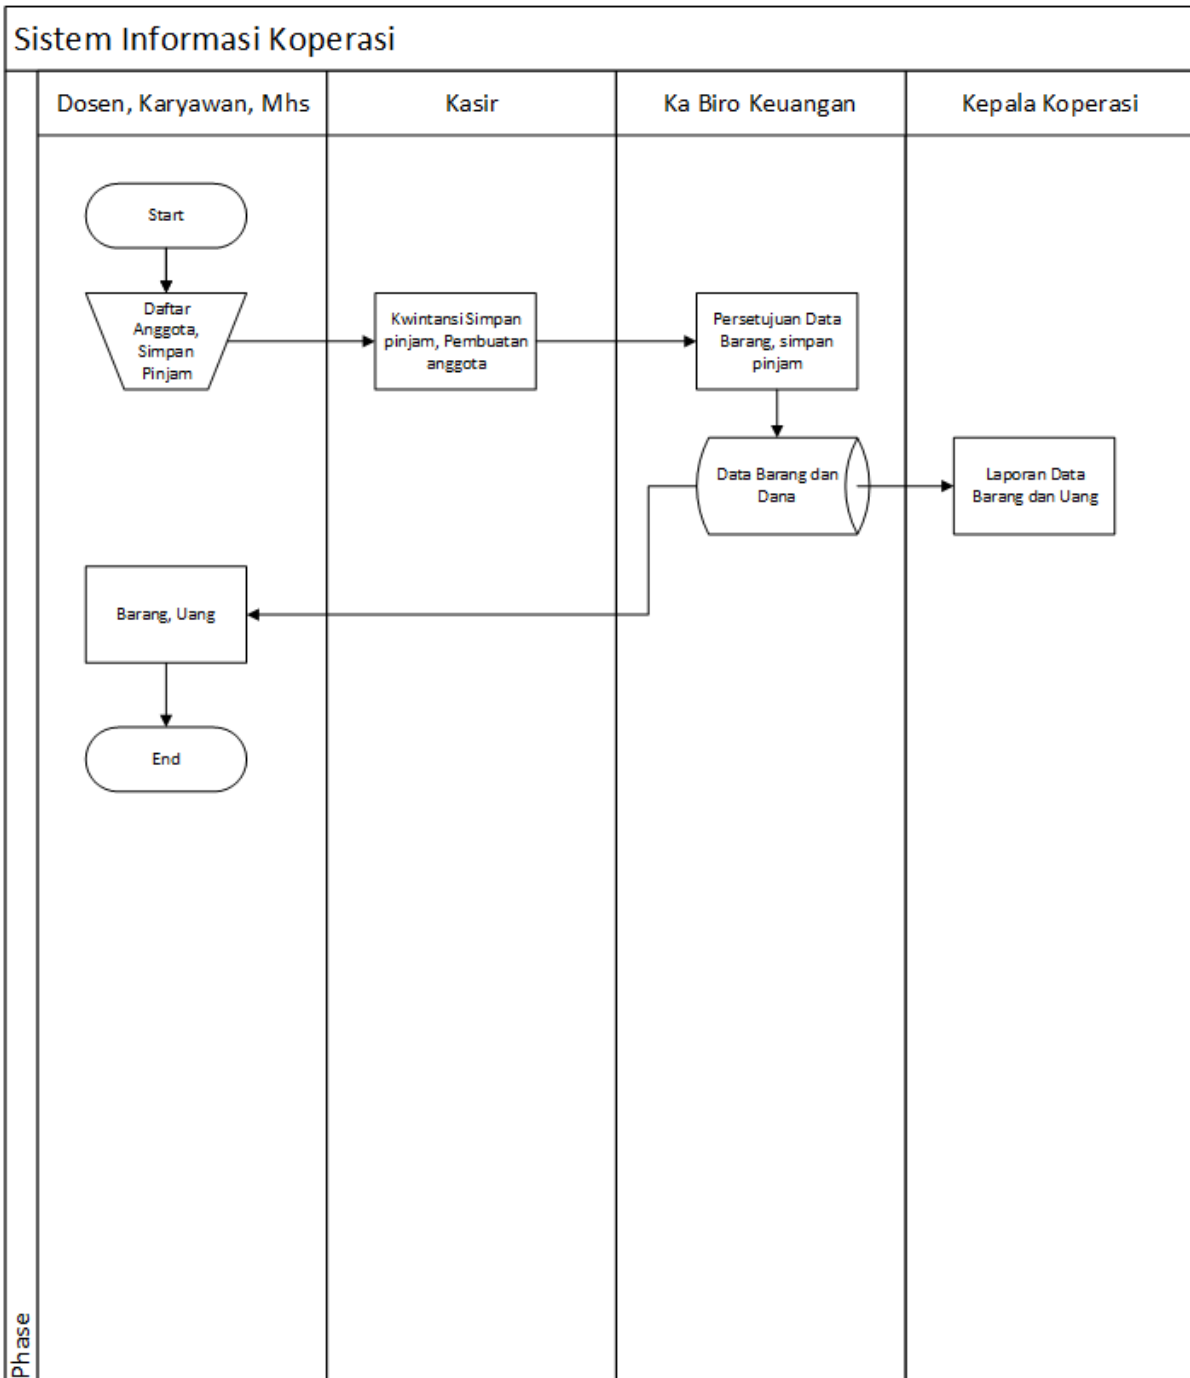 Sistem Informasi Koperasi
Dosen, Karyawan, Mhs
Kasir
Ka Biro Keuangan
Kepala Koperasi
Start
Daftar
Anggota,
Simpan
Pinjam
Kwintansi Simpan
pinjam, Pembuatan
anggota
Persetujuan Data
Barang, simpan
pinjam
Data Barang dan
Dana
Laporan Data
Barang dan Uang
Barang, Uang
End
Phase